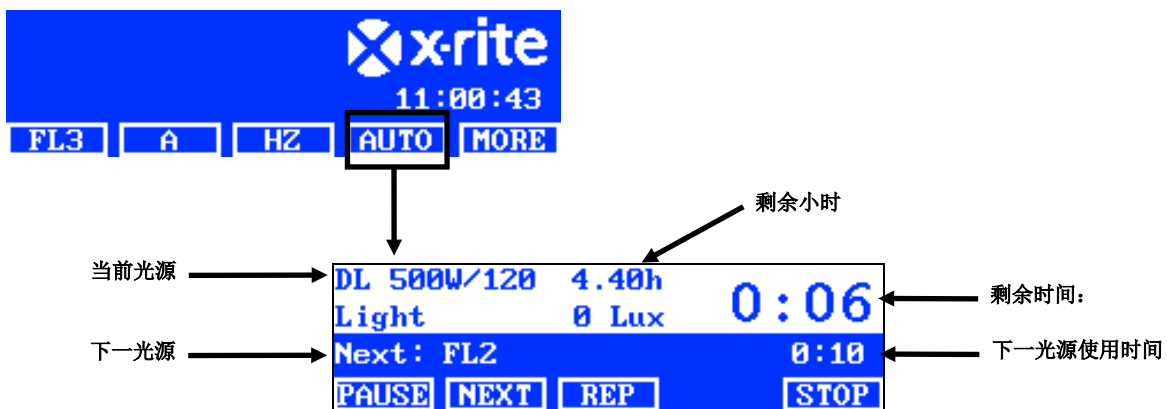 x·rite
11:00:43
FL3 A HZ AUTO MORE
剩余小时
当前光源
DL 500W/120 4.40h
0:06
剩余时间：
Light 0 Lux
下一光源
Next: FL2 0:10
下一光源使用时间
PAUSE NEXT REP STOP